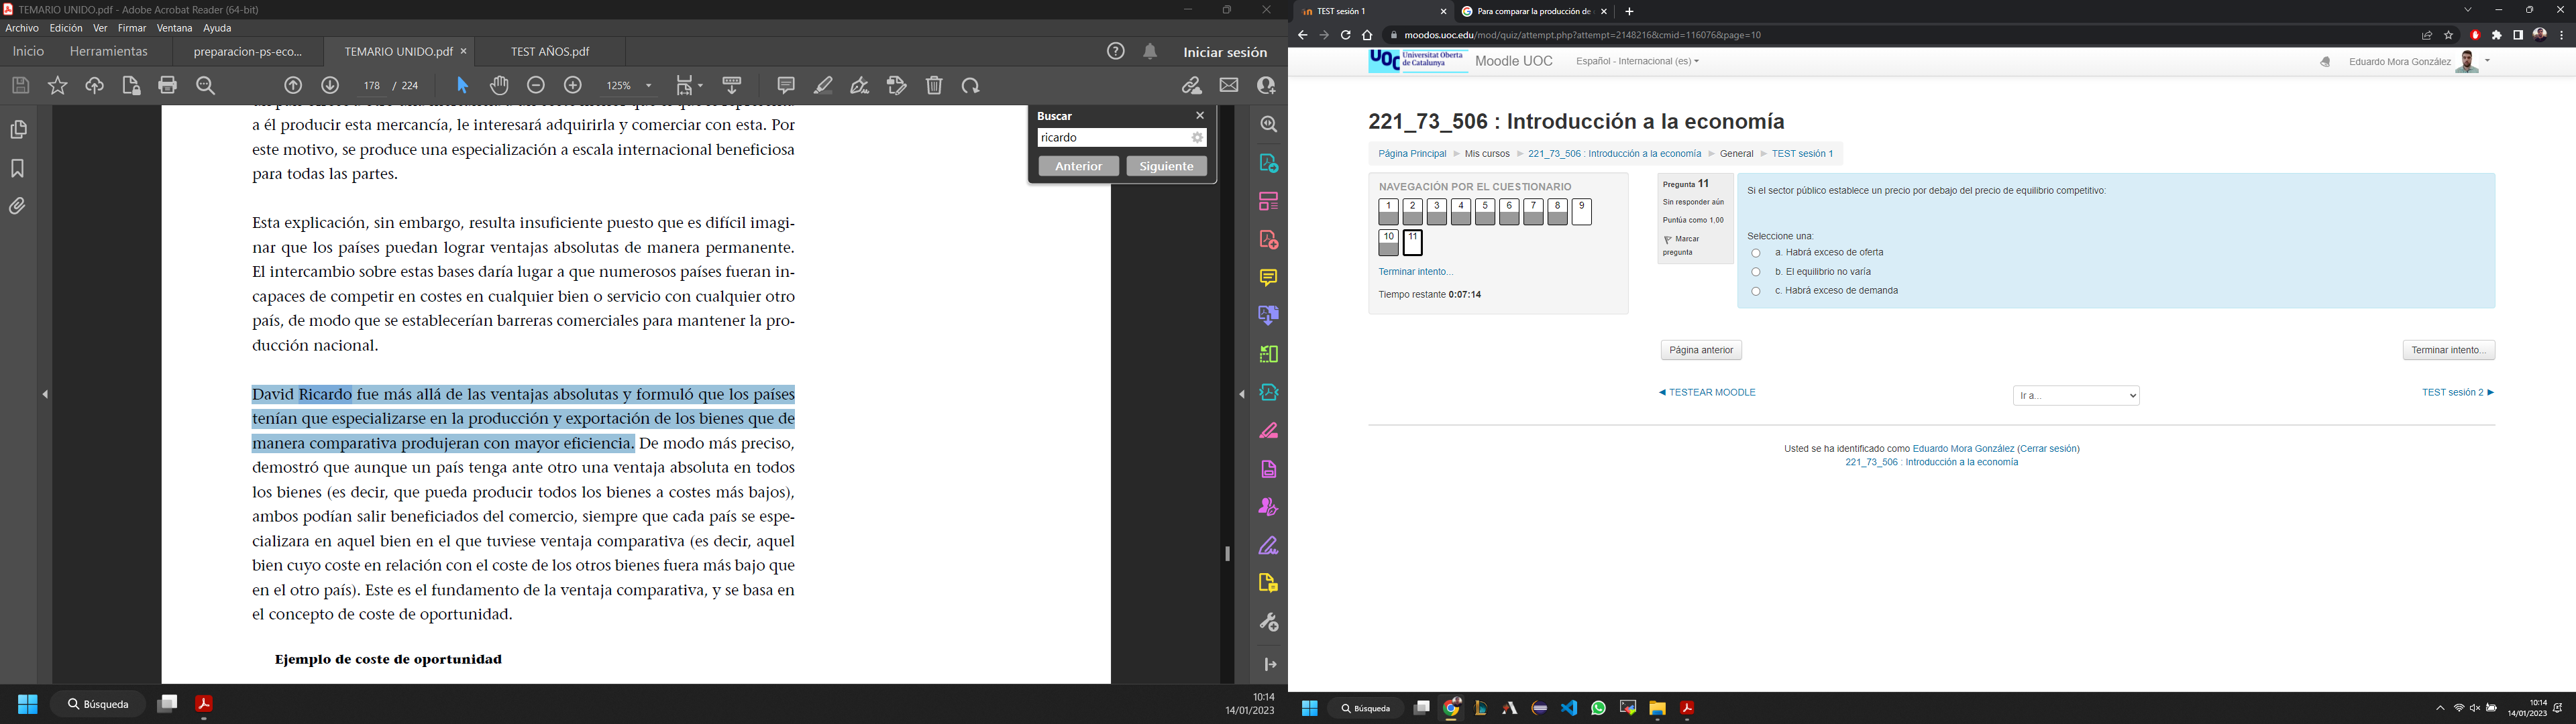 TEMARIO UNIDO.pdf - Adobe Acrobat Reader (64-bit)
Archivo Edición Ver Firmar Ventana Ayuda
Inicio Herramientas preparacion-ps-eco... TEMARIO UNIDO.pdf × TEST AÑOS.pdf Iniciar sesión
178 / 224 125%
a él producir esta mercancía, le interesará adquirirla y comerciar con esta. Por
este motivo, se produce una especialización a escala internacional beneficiosa
para todas las partes.
Esta explicación, sin embargo, resulta insuficiente puesto que es difícil imagi-
nar que los países puedan lograr ventajas absolutas de manera permanente.
El intercambio sobre estas bases daría lugar a que numerosos países fueran in-
capaces de competir en costes en cualquier bien o servicio con cualquier otro
país, de modo que se establecerían barreras comerciales para mantener la pro-
ducción nacional.
David Ricardo fue más allá de las ventajas absolutas y formuló que los países
tenían que especializarse en la producción y exportación de los bienes que de
manera comparativa produjeran con mayor eficiencia. De modo más preciso,
demostró que aunque un país tenga ante otro una ventaja absoluta en todos
los bienes (es decir, que pueda producir todos los bienes a costes más bajos),
ambos podían salir beneficiados del comercio, siempre que cada país se espe-
cializara en aquel bien en el que tuviese ventaja comparativa (es decir, aquel
bien cuyo coste en relación con el coste de los otros bienes fuera más bajo que
en el otro país). Este es el fundamento de la ventaja comparativa, y se basa en
el concepto de coste de oportunidad.
Ejemplo de coste de oportunidad
Buscar
ricardo
Anterior Siguiente
Búsqueda
10:14
14/01/2023
TEST sesión 1
Para comparar la producción de
moodos.uoc.edu/mod/quiz/attempt.php?attempt=2148216&cmid=116076&page=10
UOC Universitat Oberta
de Catalunya
Moodle UOC Español - Internacional (es) Eduardo Mora González
221_73_506 : Introducción a la economía
Página Principal Mis cursos 221_73_506 : Introducción a la economía General TEST sesión 1
NAVEGACIÓN POR EL CUESTIONARIO
1 2 3 4 5 6 7 8 9
10 11
Terminar intento...
Tiempo restante 0:07:14
Pregunta 11
Sin responder aún
Puntúa como 1,00
Marcar
pregunta
Si el sector público establece un precio por debajo del precio de equilibrio competitivo:
Seleccione una:
a. Habrá exceso de oferta
b. El equilibrio no varía
c. Habrá exceso de demanda
Página anterior Terminar intento...
◄ TESTEAR MOODLE Ir a... TEST sesión 2 ►
Usted se ha identificado como Eduardo Mora González (Cerrar sesión)
221_73_506 : Introducción a la economía
Búsqueda
10:14
14/01/2023